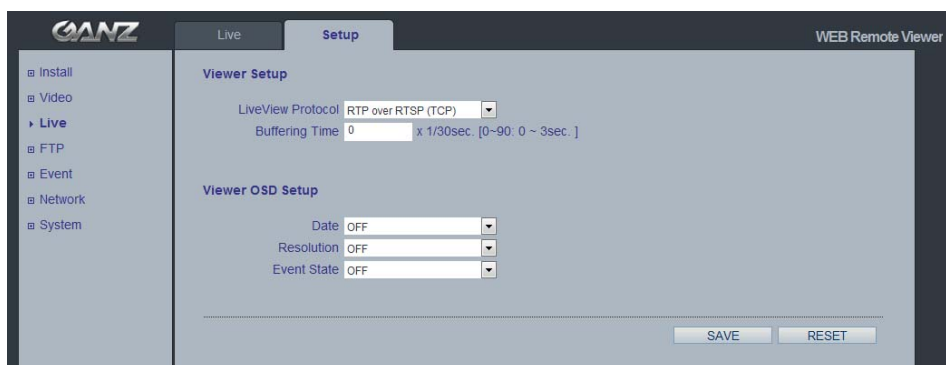 GANZ
Live
Setup
WEB Remote Viewer
Install
Video
Live
FTP
Event
Network
System
Viewer Setup
LiveView Protocol RTP over RTSP (TCP)
Buffering Time 0 x 1/30sec. [0~90: 0 ~ 3sec. ]
Viewer OSD Setup
Date OFF
Resolution OFF
Event State OFF
SAVE RESET